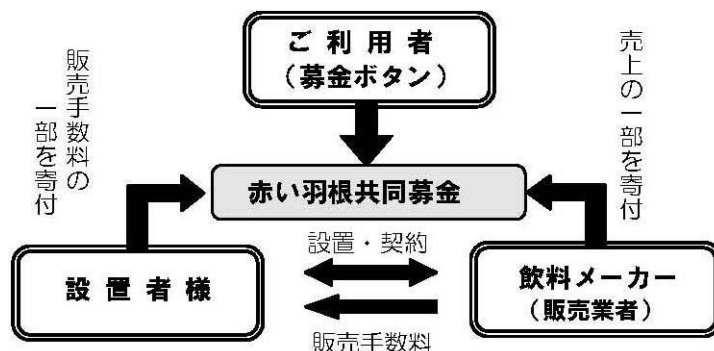 ご利用者
（募金ボタン）
販売手数料の
一部を寄付
売上の一部を寄付
赤い羽根共同募金
設置・契約
設置者様
飲料メーカー
（販売業者）
販売手数料